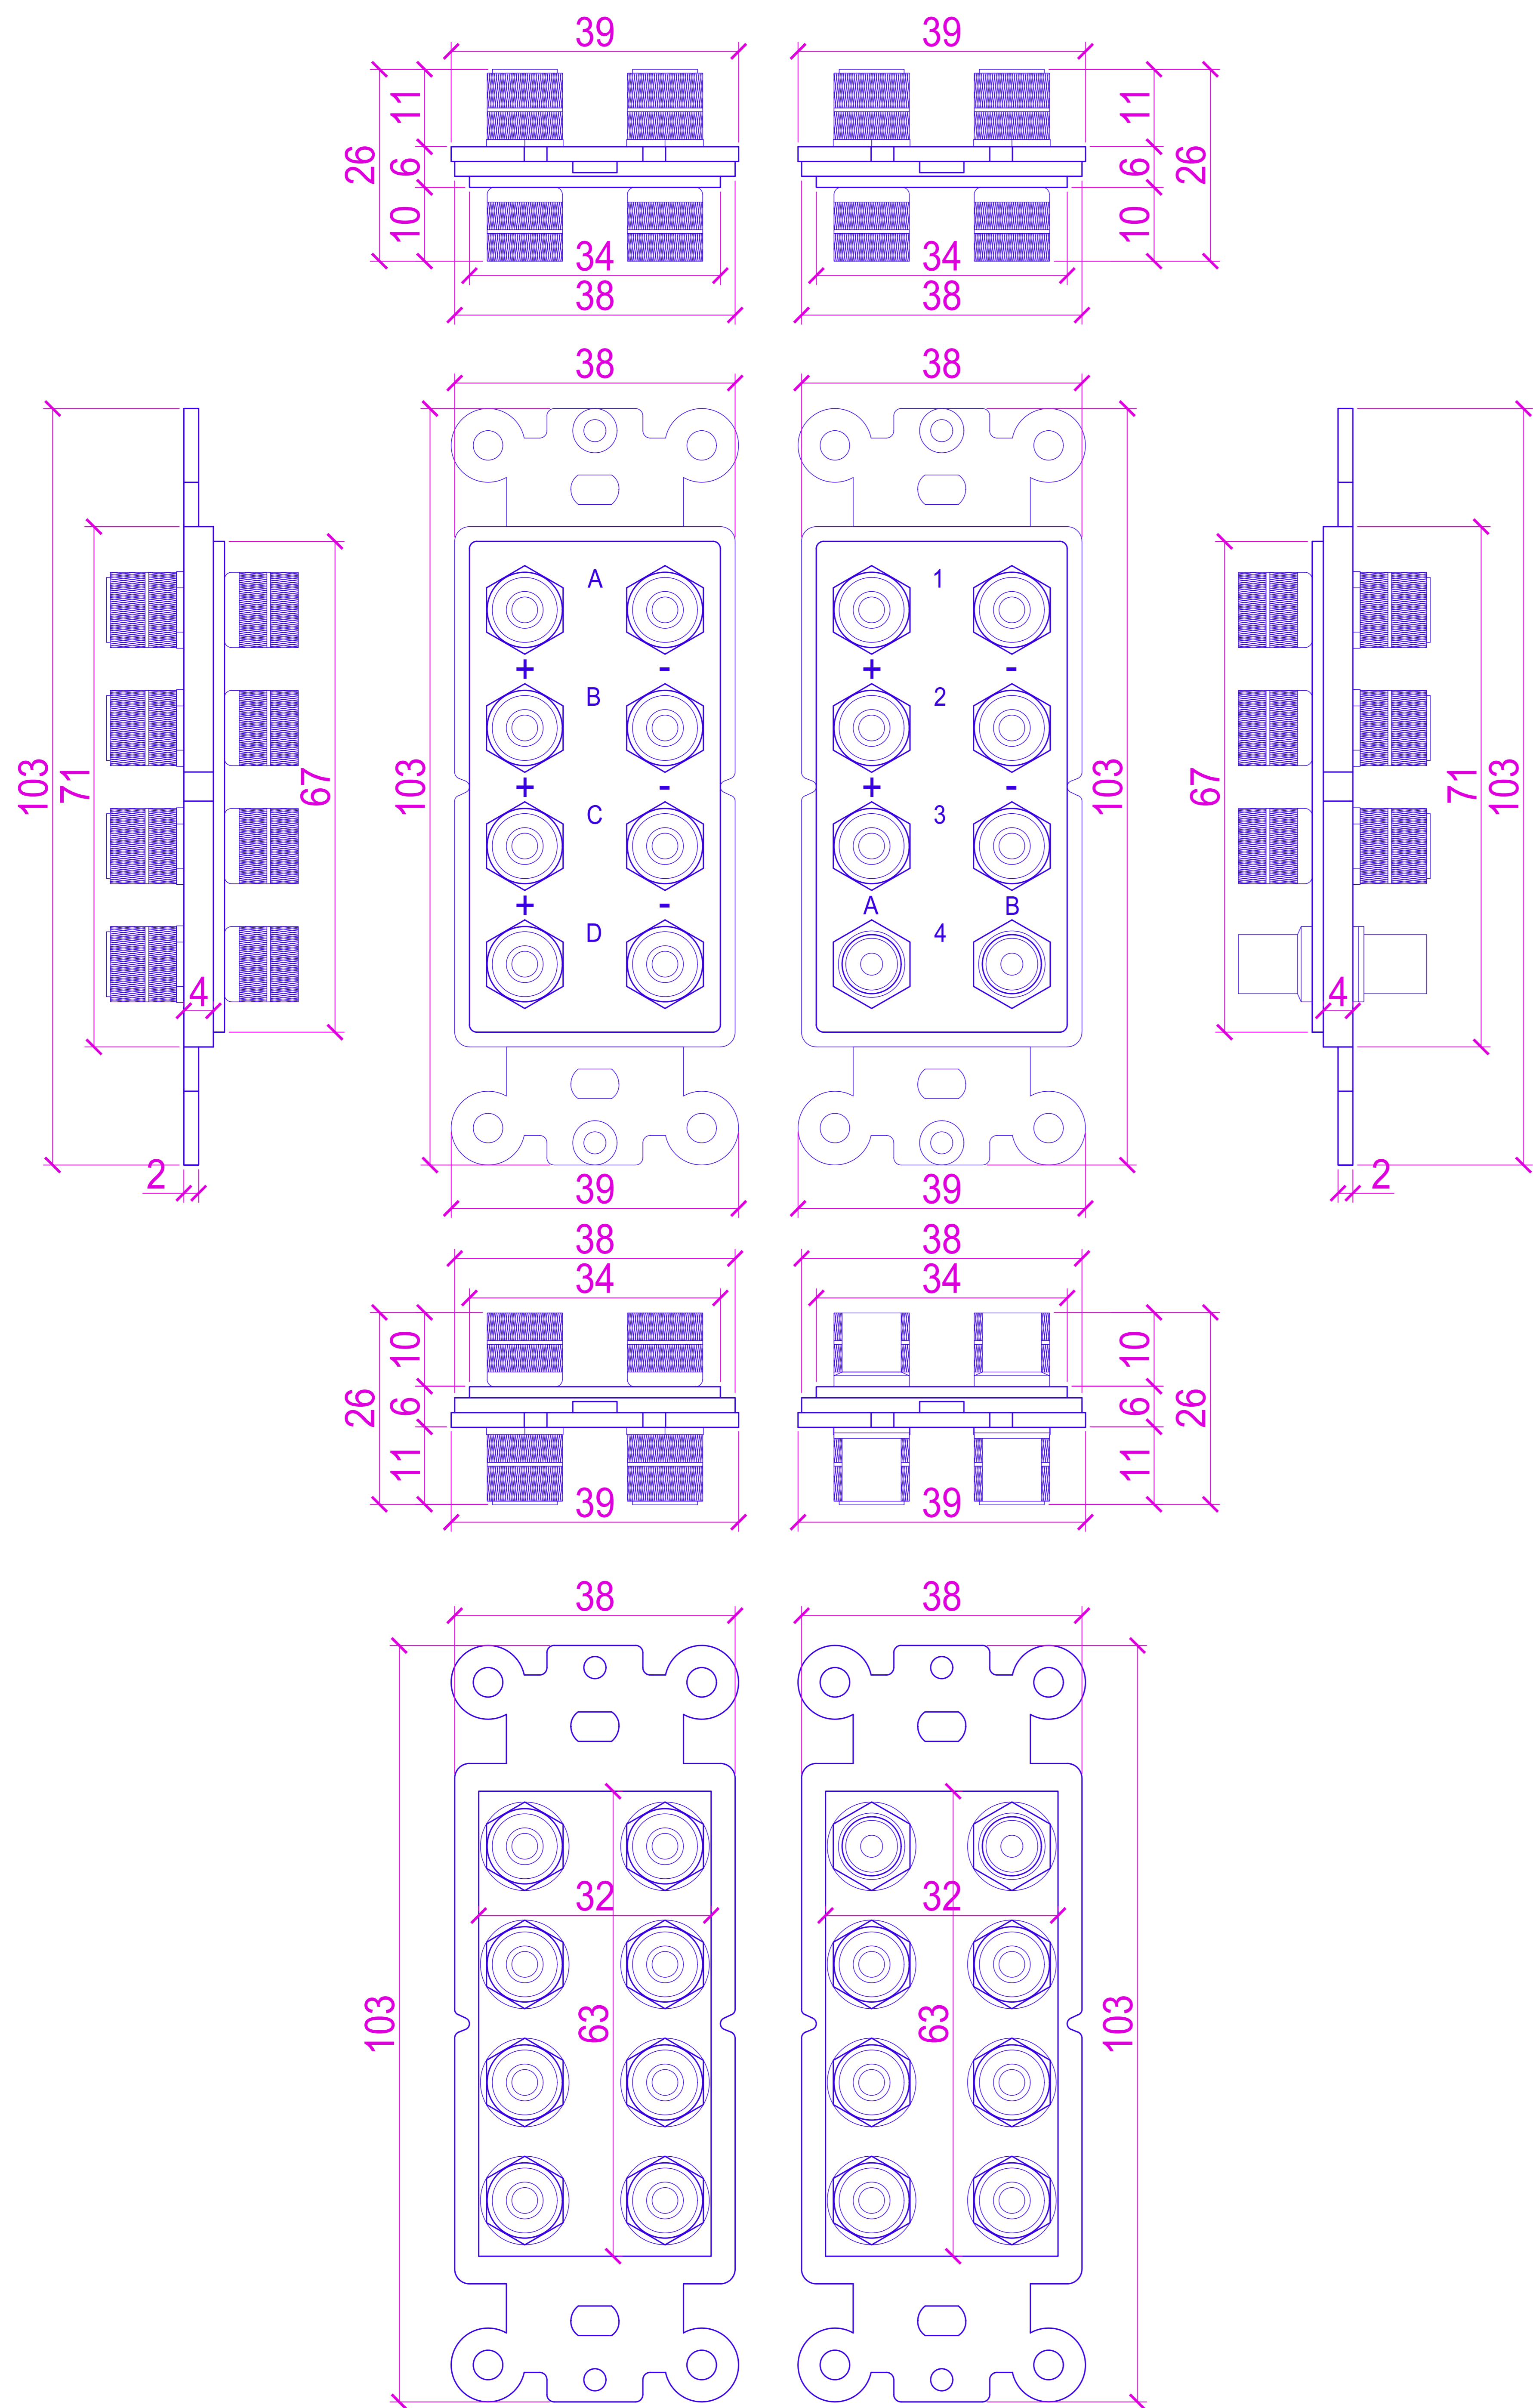 39 39
11 11
26 6 6 26
10 10
34 34
38 38
38 38
A 1
+ - + -
B 2
103 71 67 103 + - + - 103 67 71 103
C 3
+ - A B
D 4
4 4
2 2
39 39
38 38
34 34
10 10
26 6 6 26
11 11
39 39
38 38
32 32
103 63 63 103